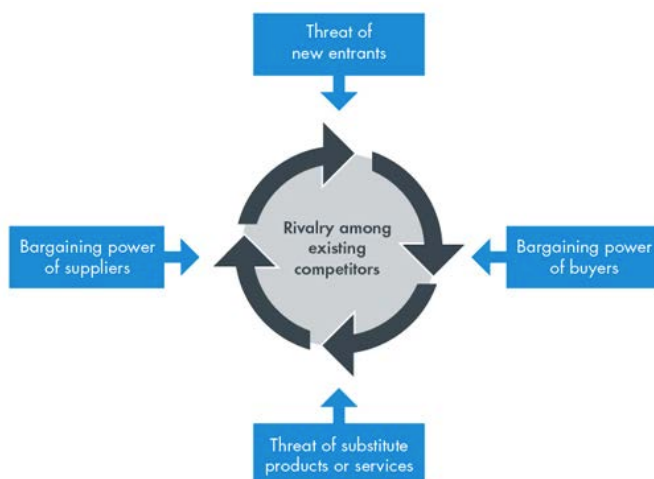 Threat of
new entrants
Bargaining power
of suppliers
Rivalry among
existing
competitors
Bargaining power
of buyers
Threat of substitute
products or services